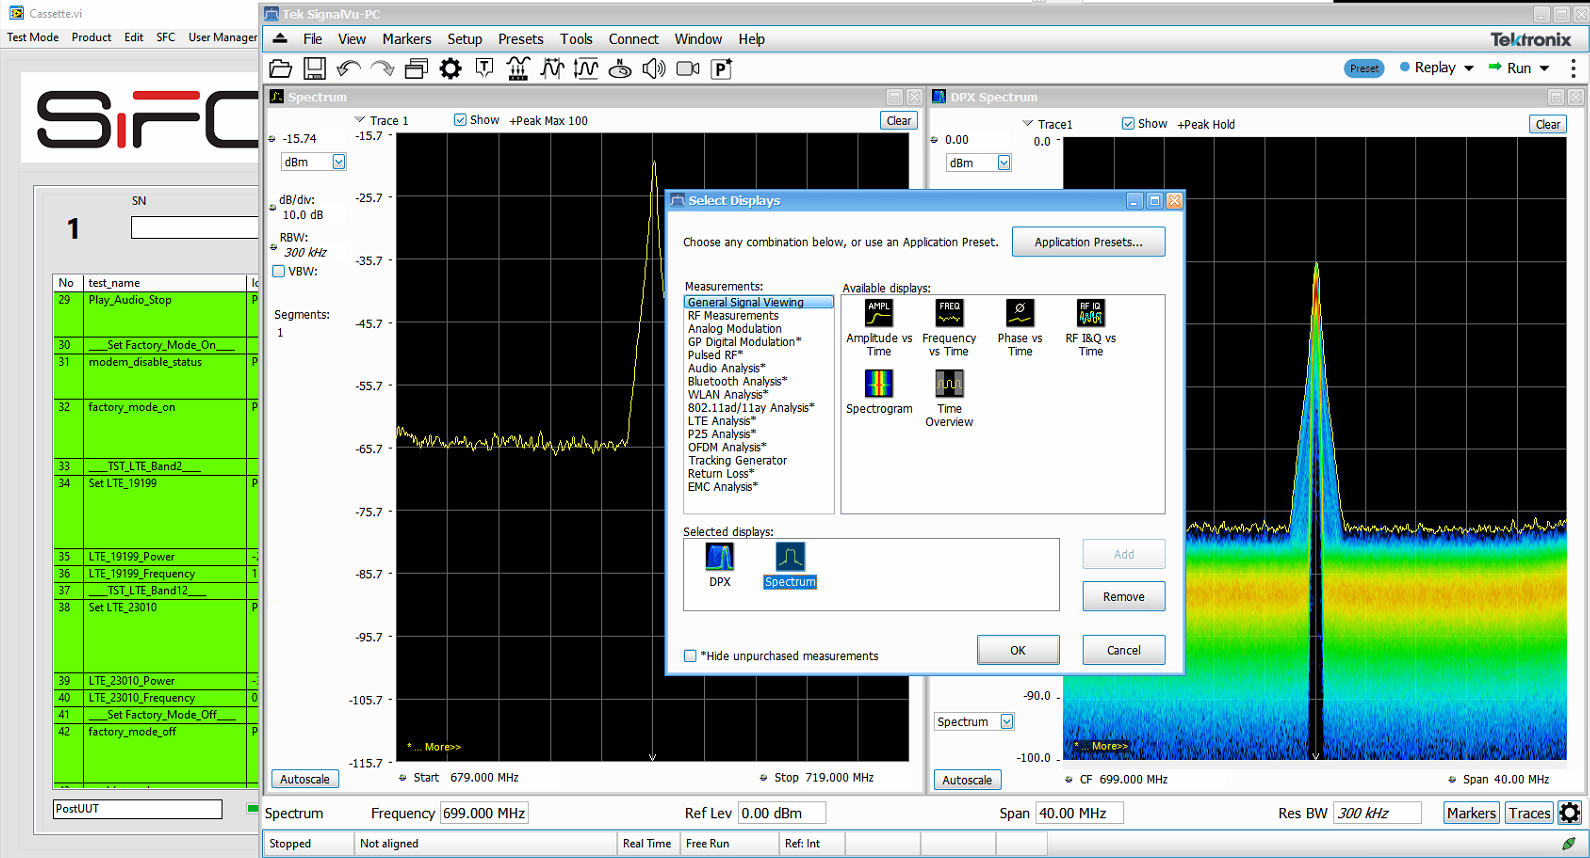 Cassette.vi
Test Mode Product Edit SFC User Manager
SiFC
1
SN
No test_name
29 Play_Audio_Stop P
30 ___Set Factory_Mode_On___
31 modem_disable_status P
32 factory_mode_on P
33 ___TST_LTE_Band2___
34 Set LTE_19199 P
35 LTE_19199_Power -2
36 LTE_19199_Frequency 1
37 ___TST_LTE_Band12___
38 Set LTE_23010 P
39 LTE_23010_Power
40 LTE_23010_Frequency 0
41 ___Set Factory_Mode_Off___
42 factory_mode_off P
PostUUT
Tek SignalVu-PC
File View Markers Setup Presets Tools Connect Window Help
Tektronix
Preset Replay Run
Spectrum
Trace 1 Show +Peak Max 100 Clear
-15.74
dBm
dB/div:
10.0 dB
RBW:
300 kHz
VBW:
Segments:
1
-15.7
-25.7
-35.7
-45.7
-55.7
-65.7
-75.7
-85.7
-95.7
-105.7
-115.7
* ... More>>
Autoscale
Start 679.000 MHz Stop 719.000 MHz
DPX Spectrum
Trace1 Show +Peak Hold Clear
0.00
dBm
0.0
-90.0
-100.0
Spectrum
* ... More>>
Autoscale
CF 699.000 MHz Span 40.00 MHz
Select Displays
Choose any combination below, or use an Application Preset. Application Presets...
Measurements:
General Signal Viewing
RF Measurements
Analog Modulation
GP Digital Modulation*
Pulsed RF*
Audio Analysis*
Bluetooth Analysis*
WLAN Analysis*
802.11ad/11ay Analysis*
LTE Analysis*
P25 Analysis*
OFDM Analysis*
Tracking Generator
Return Loss*
EMC Analysis*
Available displays:
AMPL FREQ RF IQ
Amplitude vs Time
Frequency vs Time
Phase vs Time
RF I&Q vs Time
Spectrogram
Time Overview
Selected displays:
DPX Spectrum
Add
Remove
*Hide unpurchased measurements
OK Cancel
Spectrum Frequency 699.000 MHz Ref Lev 0.00 dBm Span 40.00 MHz Res BW 300 kHz Markers Traces
Stopped Not aligned Real Time Free Run Ref: Int